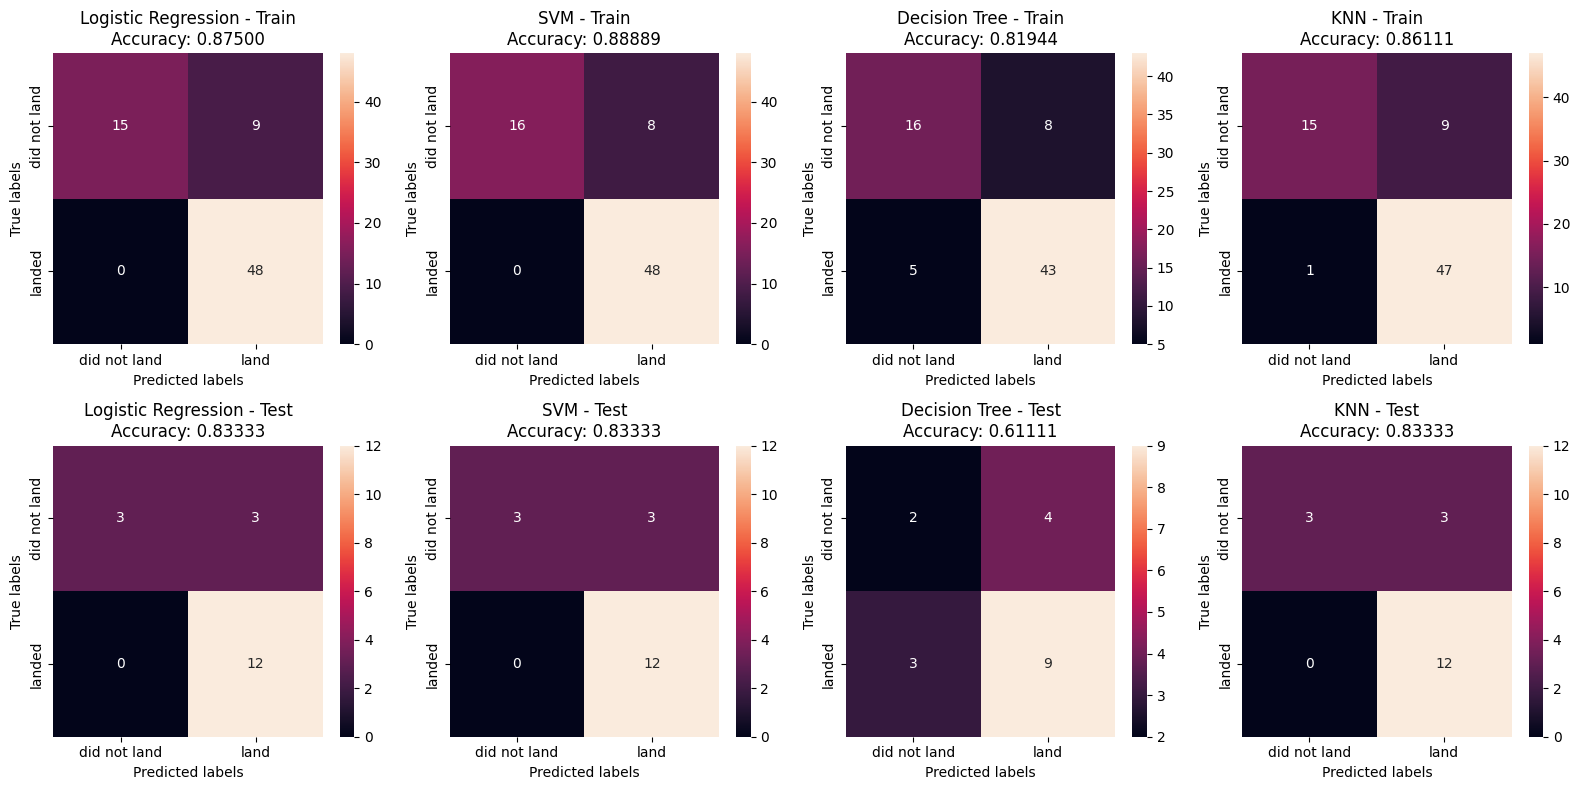 Logistic Regression - Train
Accuracy: 0.87500
True labels
did not land
landed
15
9
0
48
did not land
land
Predicted labels
40
30
20
10
0
SVM - Train
Accuracy: 0.88889
True labels
did not land
landed
16
8
0
48
did not land
land
Predicted labels
40
30
20
10
0
Decision Tree - Train
Accuracy: 0.81944
True labels
did not land
landed
16
8
5
43
did not land
land
Predicted labels
40
35
30
25
20
15
10
5
KNN - Train
Accuracy: 0.86111
True labels
did not land
landed
15
9
1
47
did not land
land
Predicted labels
40
30
20
10
Logistic Regression - Test
Accuracy: 0.83333
True labels
did not land
landed
3
3
0
12
did not land
land
Predicted labels
12
10
8
6
4
2
0
SVM - Test
Accuracy: 0.83333
True labels
did not land
landed
3
3
0
12
did not land
land
Predicted labels
12
10
8
6
4
2
0
Decision Tree - Test
Accuracy: 0.61111
True labels
did not land
landed
2
4
3
9
did not land
land
Predicted labels
9
8
7
6
5
4
3
2
KNN - Test
Accuracy: 0.83333
True labels
did not land
landed
3
3
0
12
did not land
land
Predicted labels
12
10
8
6
4
2
0